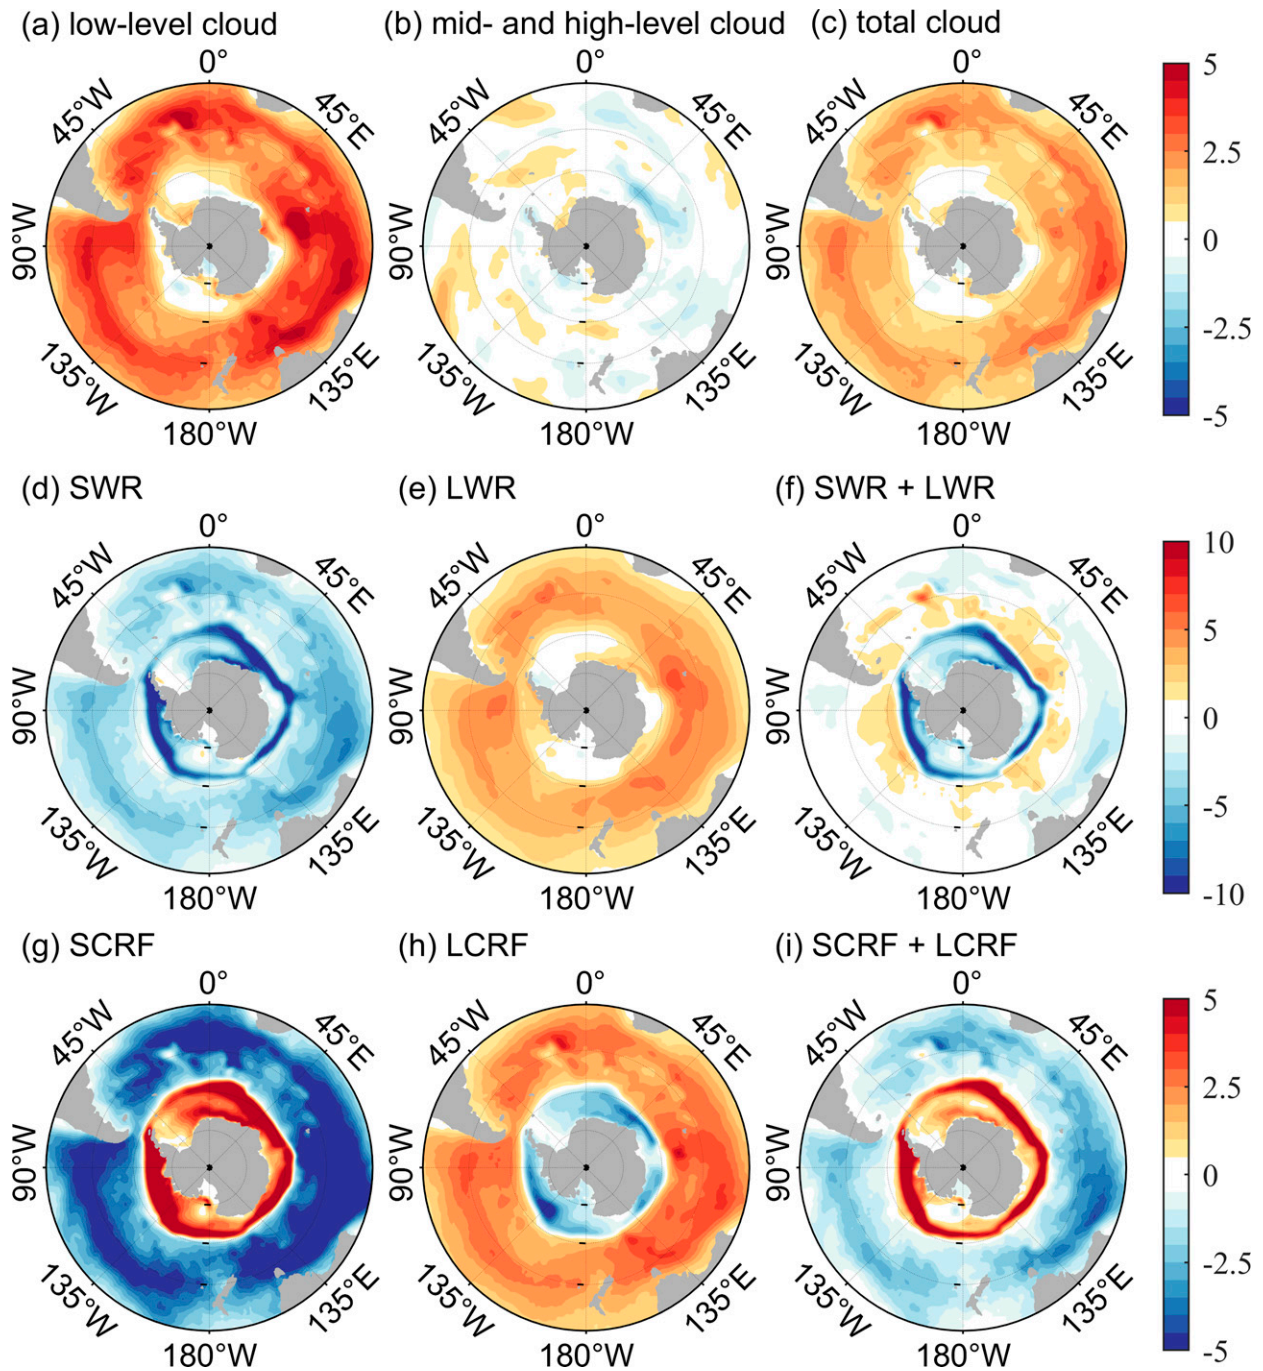 (a) low-level cloud
(b) mid- and high-level cloud
(c) total cloud
0°
45°W
45°E
90°W
135°W
135°E
180°W
0°
45°W
45°E
90°W
135°W
135°E
180°W
0°
45°W
45°E
90°W
135°W
135°E
180°W
5
2.5
0
-2.5
-5
(d) SWR
(e) LWR
(f) SWR + LWR
0°
45°W
45°E
90°W
135°W
135°E
180°W
0°
45°W
45°E
90°W
135°W
135°E
180°W
0°
45°W
45°E
90°W
135°W
135°E
180°W
10
5
0
-5
-10
(g) SCRF
(h) LCRF
(i) SCRF + LCRF
0°
45°W
45°E
90°W
135°W
135°E
180°W
0°
45°W
45°E
90°W
135°W
135°E
180°W
0°
45°W
45°E
90°W
135°W
135°E
180°W
5
2.5
0
-2.5
-5